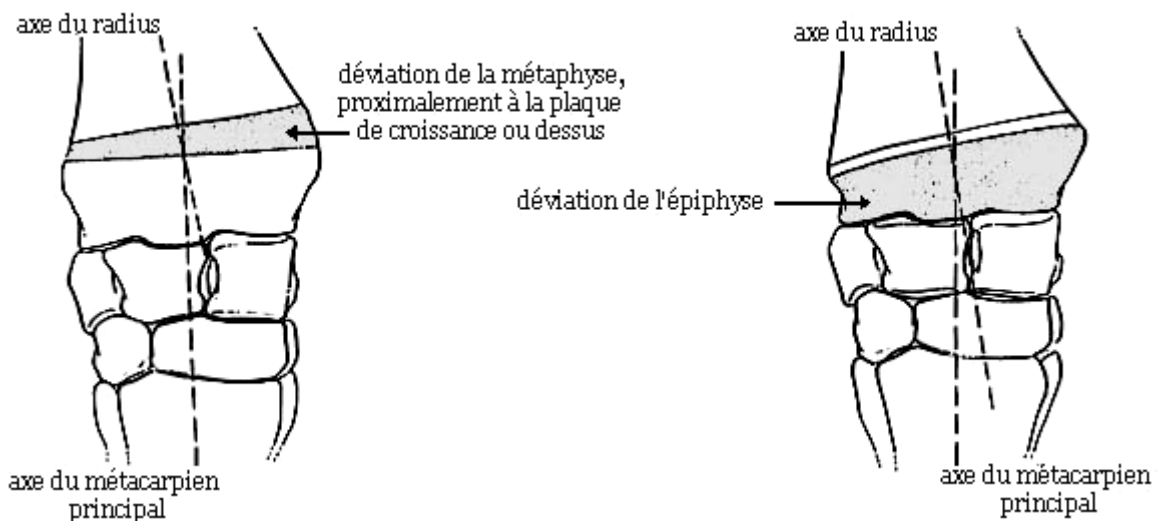 axe du radius
déviation de la métaphyse,
proximalement à la plaque
de croissance ou dessus
axe du métacarpien
principal
axe du radius
déviation de l'épiphyse
axe du métacarpien
principal